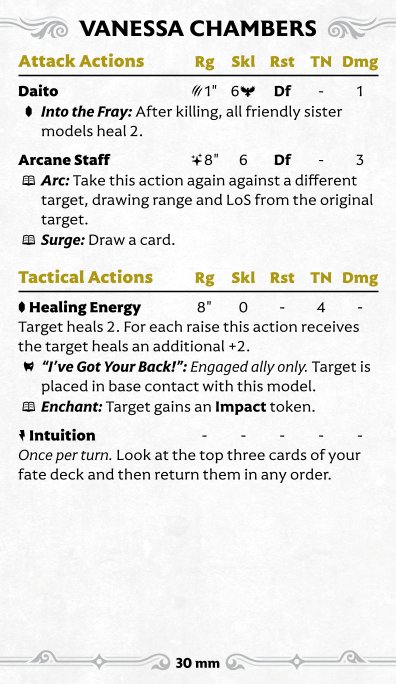 VANESSA CHAMBERS
Attack Actions Rg Skl Rst TN Dmg
Daito 1" 6 Df - 1
Into the Fray: After killing, all friendly sister
models heal 2.
Arcane Staff 8" 6 Df - 3
Arc: Take this action again against a different
target, drawing range and LoS from the original
target.
Surge: Draw a card.
Tactical Actions Rg Skl Rst TN Dmg
Healing Energy 8" 0 - 4 -
Target heals 2. For each raise this action receives
the target heals an additional +2.
“I’ve Got Your Back!”: Engaged ally only. Target is
placed in base contact with this model.
Enchant: Target gains an Impact token.
Intuition - - - - -
Once per turn. Look at the top three cards of your
fate deck and then return them in any order.
30 mm